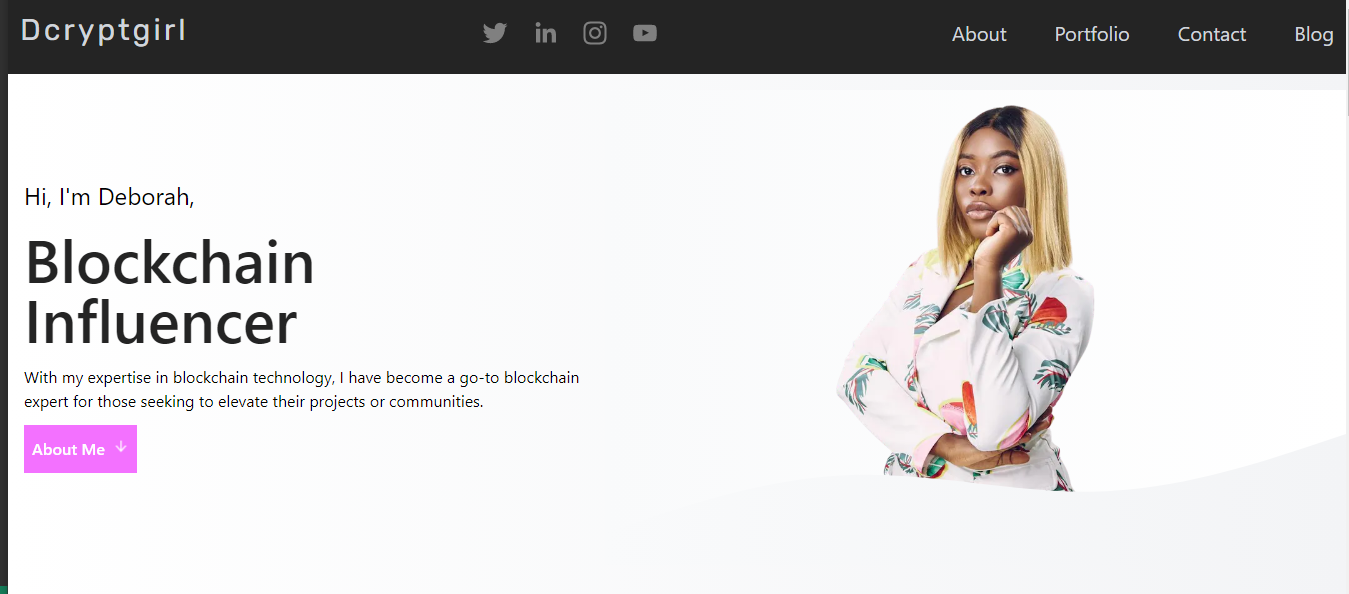 Dcryptgirl
About
Portfolio
Contact
Blog
Hi, I'm Deborah,
Blockchain
Influencer
With my expertise in blockchain technology, I have become a go-to blockchain
expert for those seeking to elevate their projects or communities.
About Me